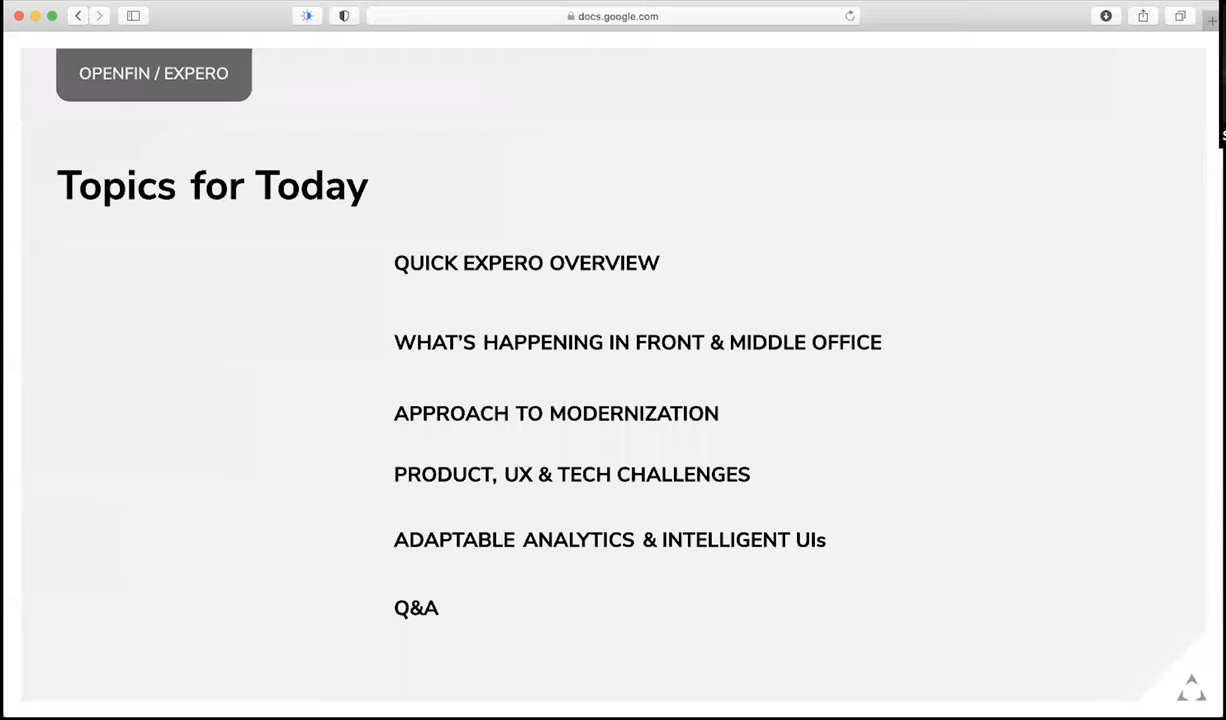 docs.google.com
OPENFIN / EXPERO
Topics for Today
QUICK EXPERO OVERVIEW
WHAT'S HAPPENING IN FRONT & MIDDLE OFFICE
APPROACH TO MODERNIZATION
PRODUCT, UX & TECH CHALLENGES
ADAPTABLE ANALYTICS & INTELLIGENT UIs
Q&A